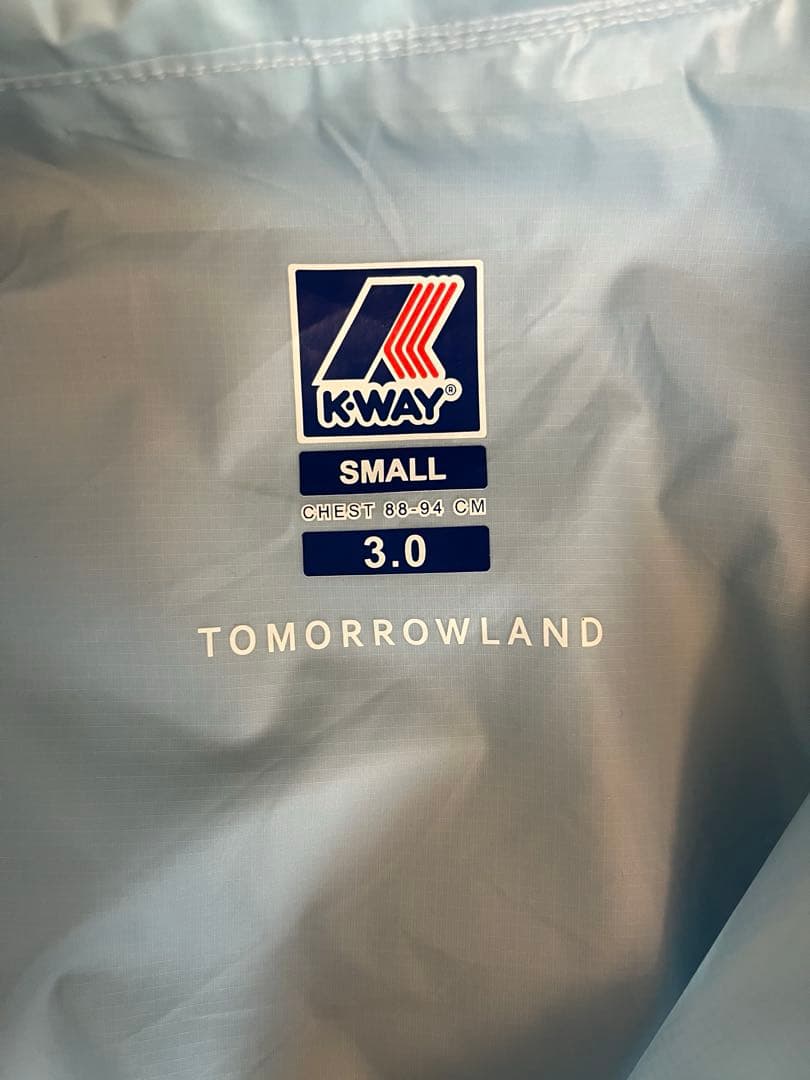 K·WAY®
SMALL
CHEST 88-94 CM
3.0
TOMORROWLAND